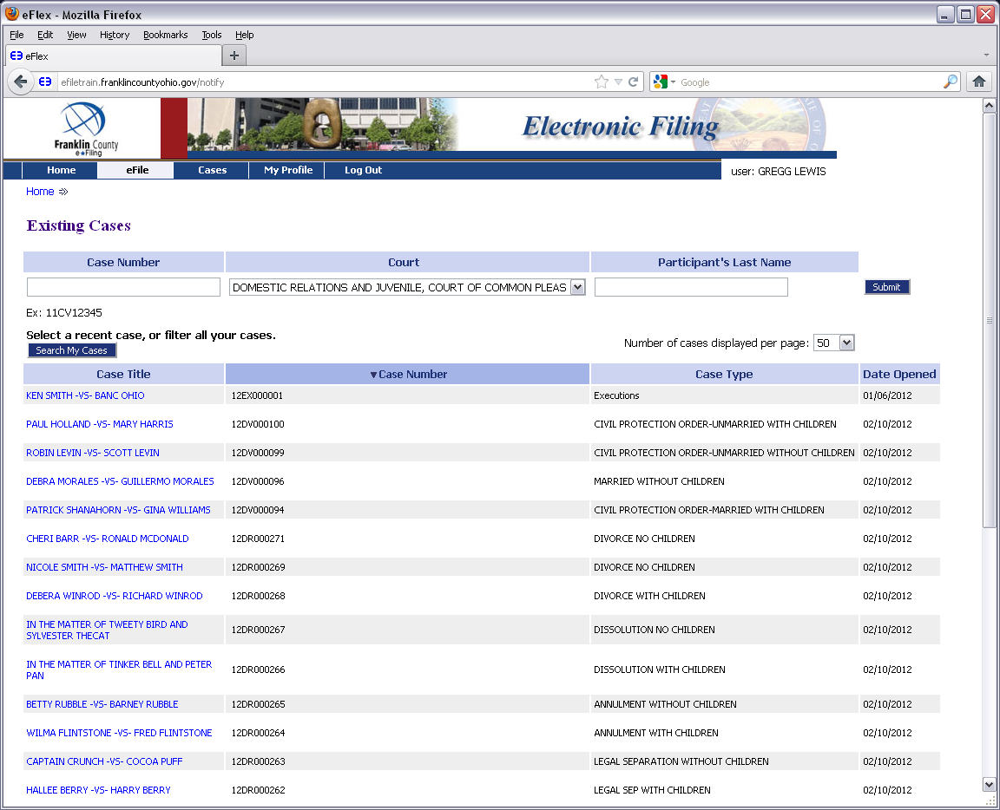 eFlex - Mozilla Firefox
File Edit View History Bookmarks Tools Help
eFlex
efiletrain.franklincountyohio.gov/notify Google
Franklin County
e★Filing
Electronic Filing
Home eFile Cases My Profile Log Out user: GREGG LEWIS
Home
Existing Cases
Case Number Court Participant's Last Name
DOMESTIC RELATIONS AND JUVENILE, COURT OF COMMON PLEAS Submit
Ex: 11CV12345
Select a recent case, or filter all your cases.
Search My Cases Number of cases displayed per page: 50
Case Title ▼Case Number Case Type Date Opened
KEN SMITH -VS- BANC OHIO 12EX000001 Executions 01/06/2012
PAUL HOLLAND -VS- MARY HARRIS 12DV000100 CIVIL PROTECTION ORDER-UNMARRIED WITH CHILDREN 02/10/2012
ROBIN LEVIN -VS- SCOTT LEVIN 12DV000099 CIVIL PROTECTION ORDER-UNMARRIED WITHOUT CHILDREN 02/10/2012
DEBRA MORALES -VS- GUILLERMO MORALES 12DV000096 MARRIED WITHOUT CHILDREN 02/10/2012
PATRICK SHANAHORN -VS- GINA WILLIAMS 12DV000094 CIVIL PROTECTION ORDER-MARRIED WITH CHILDREN 02/10/2012
CHERI BARR -VS- RONALD MCDONALD 12DR000271 DIVORCE NO CHILDREN 02/10/2012
NICOLE SMITH -VS- MATTHEW SMITH 12DR000269 DIVORCE NO CHILDREN 02/10/2012
DEBERA WINROD -VS- RICHARD WINROD 12DR000268 DIVORCE WITH CHILDREN 02/10/2012
IN THE MATTER OF TWEETY BIRD AND
SYLVESTER THECAT 12DR000267 DISSOLUTION NO CHILDREN 02/10/2012
IN THE MATTER OF TINKER BELL AND PETER
PAN 12DR000266 DISSOLUTION WITH CHILDREN 02/10/2012
BETTY RUBBLE -VS- BARNEY RUBBLE 12DR000265 ANNULMENT WITHOUT CHILDREN 02/10/2012
WILMA FLINTSTONE -VS- FRED FLINTSTONE 12DR000264 ANNULMENT WITH CHILDREN 02/10/2012
CAPTAIN CRUNCH -VS- COCOA PUFF 12DR000263 LEGAL SEPARATION WITHOUT CHILDREN 02/10/2012
HALLEE BERRY -VS- HARRY BERRY 12DR000262 LEGAL SEP WITH CHILDREN 02/10/2012